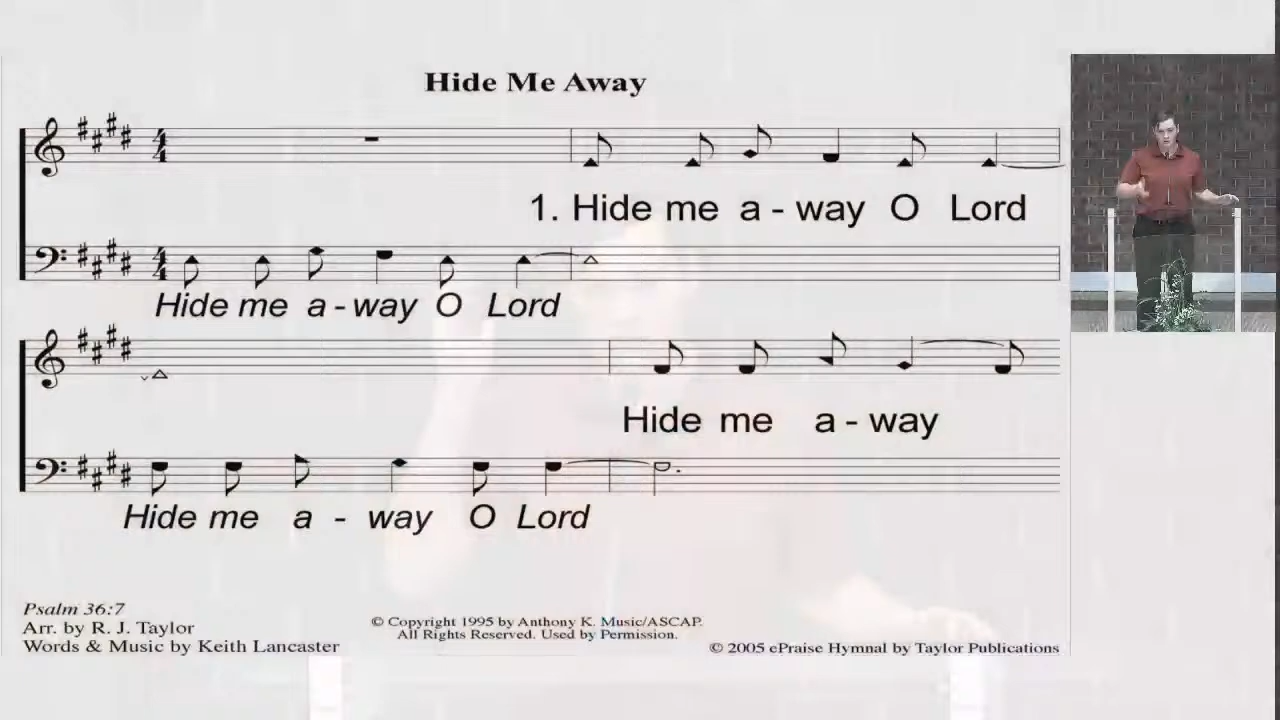 Hide Me Away
1. Hide me a - way O Lord
Hide me a - way O Lord
Hide me a - way
Hide me a - way O Lord
Psalm 36:7
Arr. by R. J. Taylor
Words & Music by Keith Lancaster
© Copyright 1995 by Anthony K. Music/ASCAP.
All Rights Reserved. Used by Permission.
© 2005 ePraise Hymnal by Taylor Publications